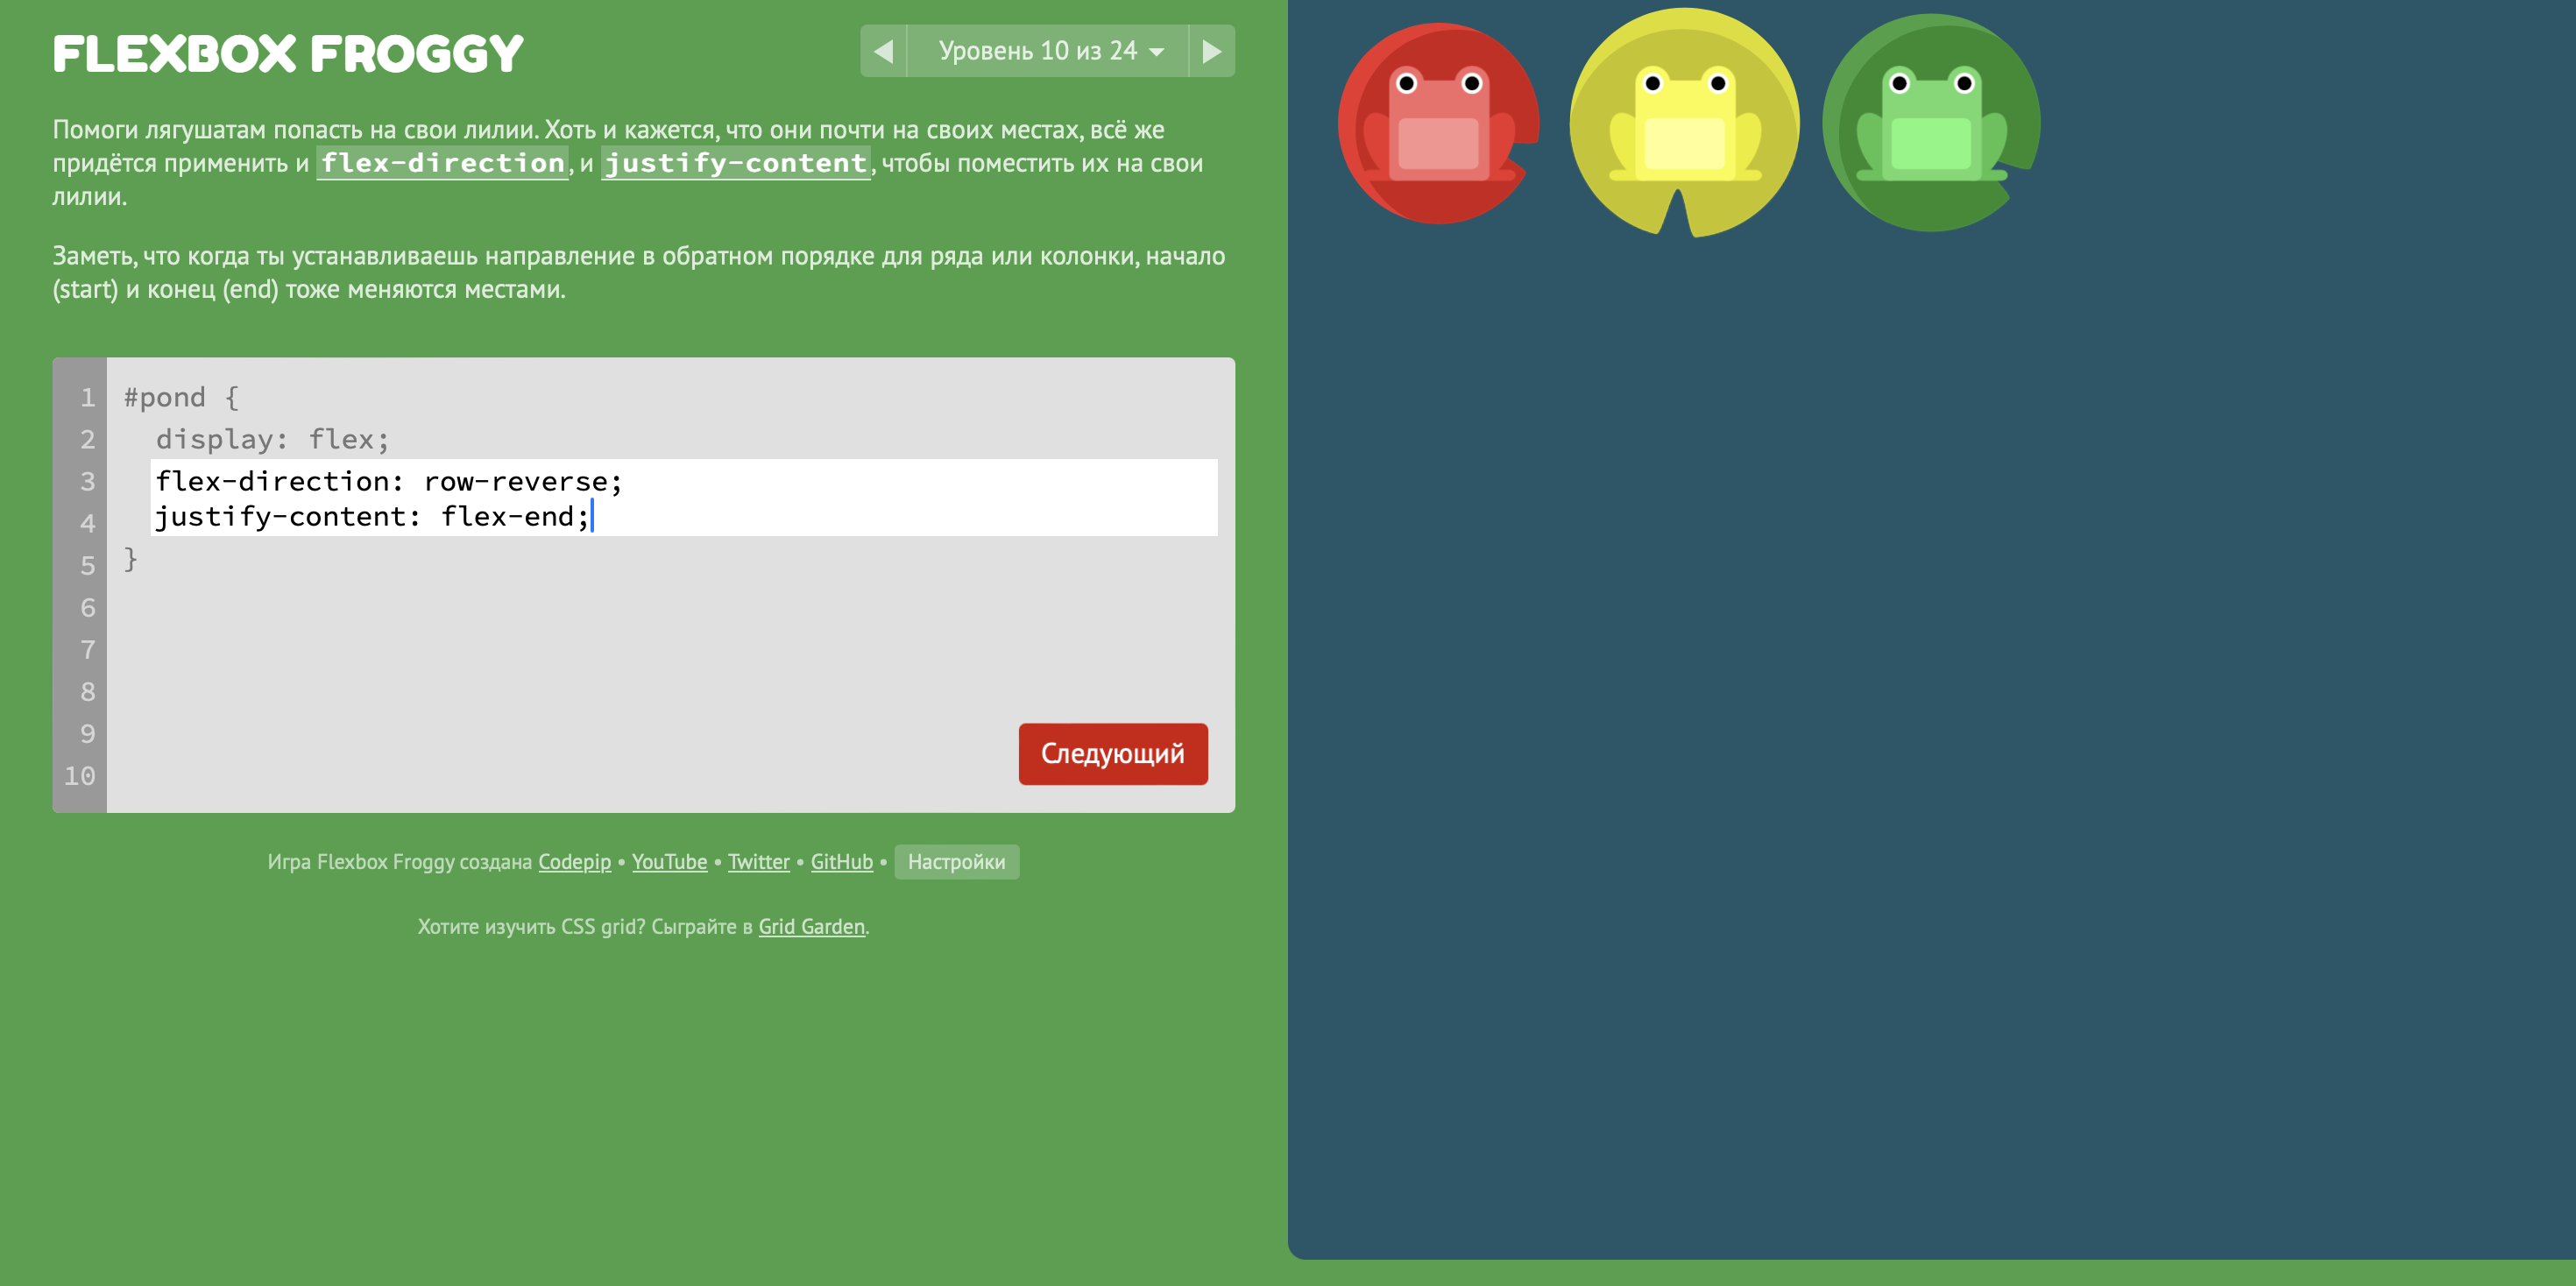 FLEXBOX FROGGY
Уровень 10 из 24
Помоги лягушатам попасть на свои лилии. Хоть и кажется, что они почти на своих местах, всё же
придётся применить и flex-direction, и justify-content, чтобы поместить их на свои
лилии.
Заметь, что когда ты устанавливаешь направление в обратном порядке для ряда или колонки, начало
(start) и конец (end) тоже меняются местами.
1 #pond {
2 display: flex;
3 flex-direction: row-reverse;
4 justify-content: flex-end;
5 }
6
7
8
9
10
Следующий
Игра Flexbox Froggy создана Codepip • YouTube • Twitter • GitHub • Настройки
Хотите изучить CSS grid? Сыграйте в Grid Garden.